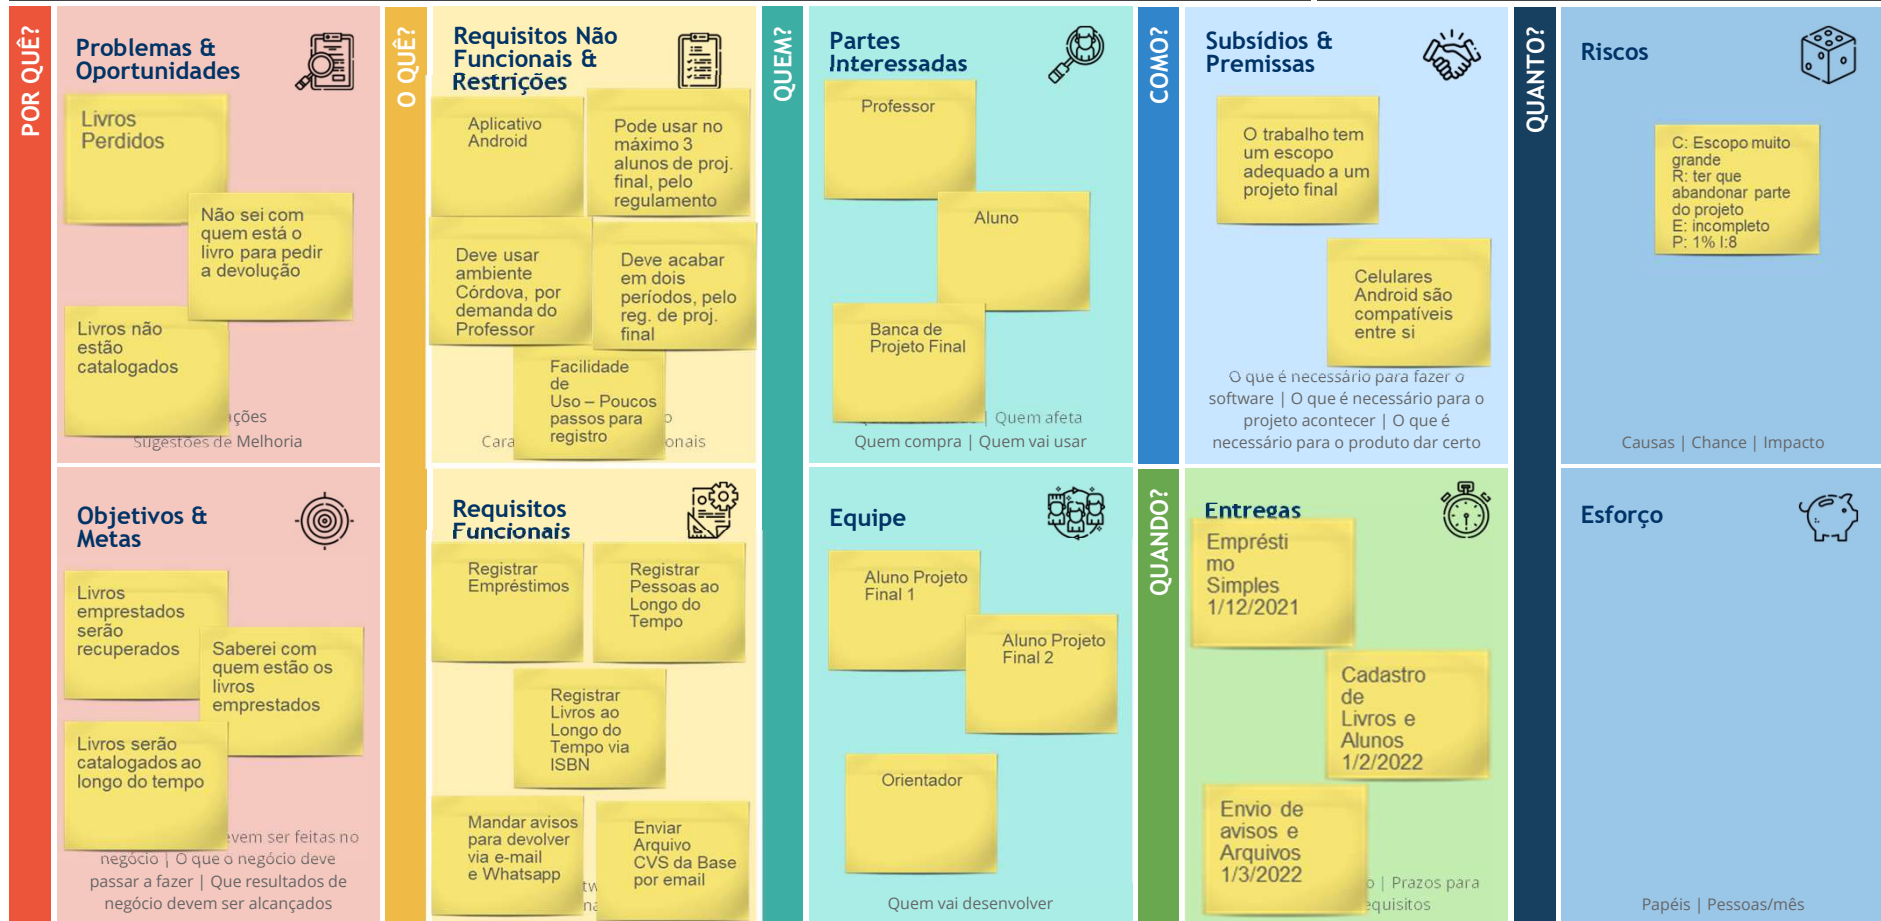 POR QUÊ?
Problemas &
Oportunidades
Livros
Perdidos
Não sei com
quem está o
livro para pedir
a devolução
Livros não
estão
catalogados
ções
Sugestões de Melhoria
Objetivos &
Metas
Livros
emprestados
serão
recuperados
Saberei com
quem estão os
livros
emprestados
Livros serão
catalogados ao
longo do tempo
evem ser feitas no
negócio | O que o negócio deve
passar a fazer | Que resultados de
negócio devem ser alcançados
O QUÊ?
Requisitos Não
Funcionais &
Restrições
Aplicativo
Android
Pode usar no
máximo 3
alunos de proj.
final, pelo
regulamento
Deve usar
ambiente
Córdova, por
demanda do
Professor
Deve acabar
em dois
períodos, pelo
reg. de proj.
final
Facilidade
de
Uso – Poucos
passos para
registro
o
Cara
onais
Requisitos
Funcionais
Registrar
Empréstimos
Registrar
Pessoas ao
Longo do
Tempo
Registrar
Livros ao
Longo do
Tempo via
ISBN
Mandar avisos
para devolver
via e-mail
e Whatsapp
Enviar
Arquivo
CVS da Base
por email
QUEM?
Partes
Interessadas
Professor
Aluno
Banca de
Projeto Final
| Quem afeta
Quem compra | Quem vai usar
Equipe
Aluno Projeto
Final 1
Aluno Projeto
Final 2
Orientador
Quem vai desenvolver
COMO?
Subsídios &
Premissas
O trabalho tem
um escopo
adequado a um
projeto final
Celulares
Android são
compatíveis
entre si
O que é necessário para fazer o
software | O que é necessário para o
projeto acontecer | O que é
necessário para o produto dar certo
QUANDO?
Entregas
Emprésti
mo
Simples
1/12/2021
Cadastro
de
Livros e
Alunos
1/2/2022
Envio de
avisos e
Arquivos
1/3/2022
o | Prazos para
equisitos
QUANTO?
Riscos
C: Escopo muito
grande
R: ter que
abandonar parte
do projeto
E: incompleto
P: 1% I:8
Causas | Chance | Impacto
Esforço
Papéis | Pessoas/mês